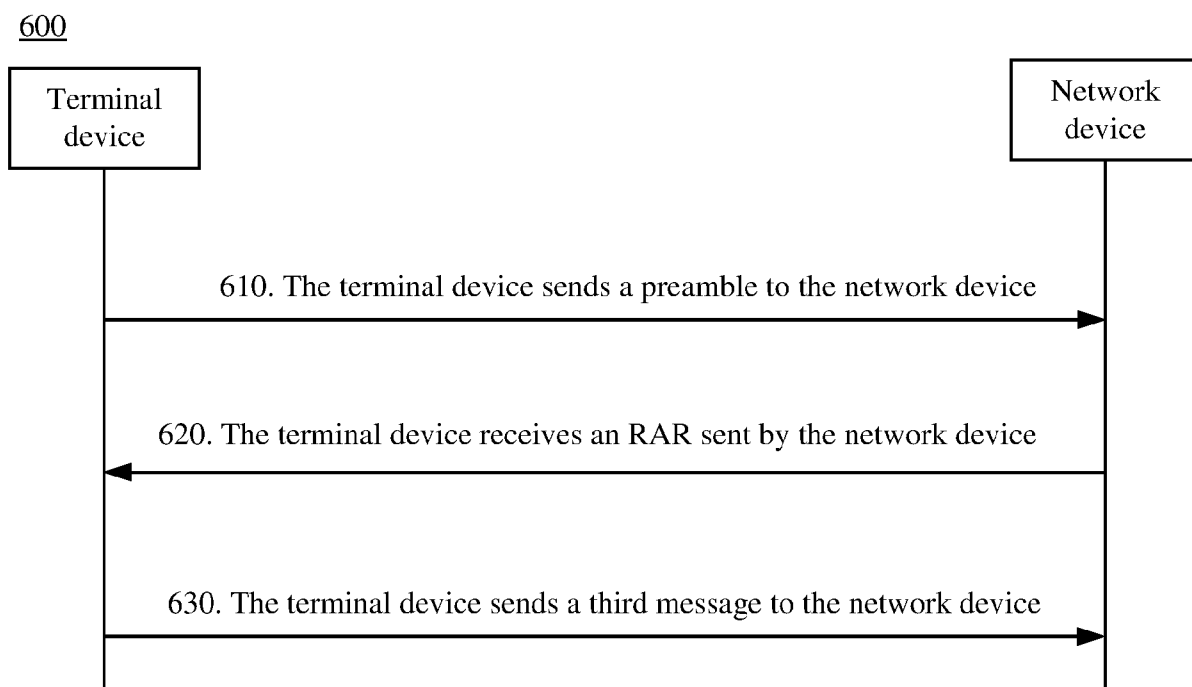 600
Terminal
device
Network
device
610. The terminal device sends a preamble to the network device
620. The terminal device receives an RAR sent by the network device
630. The terminal device sends a third message to the network device